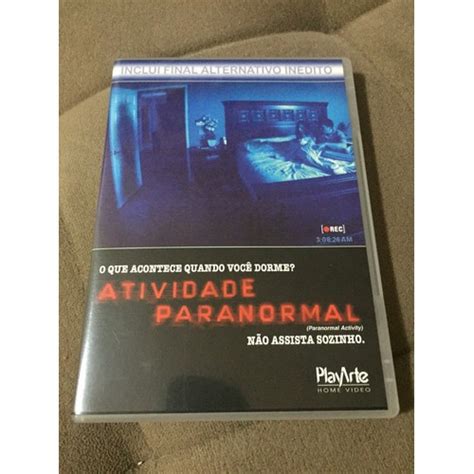 INCLUI FINAL ALTERNATIVO INÉDITO
[●REC]
3:08:26 AM
O QUE ACONTECE QUANDO VOCÊ DORME?
ATIVIDADE
PARANORMAL
(Paranormal Activity)
NÃO ASSISTA SOZINHO.
PlayArte
HOME VIDEO